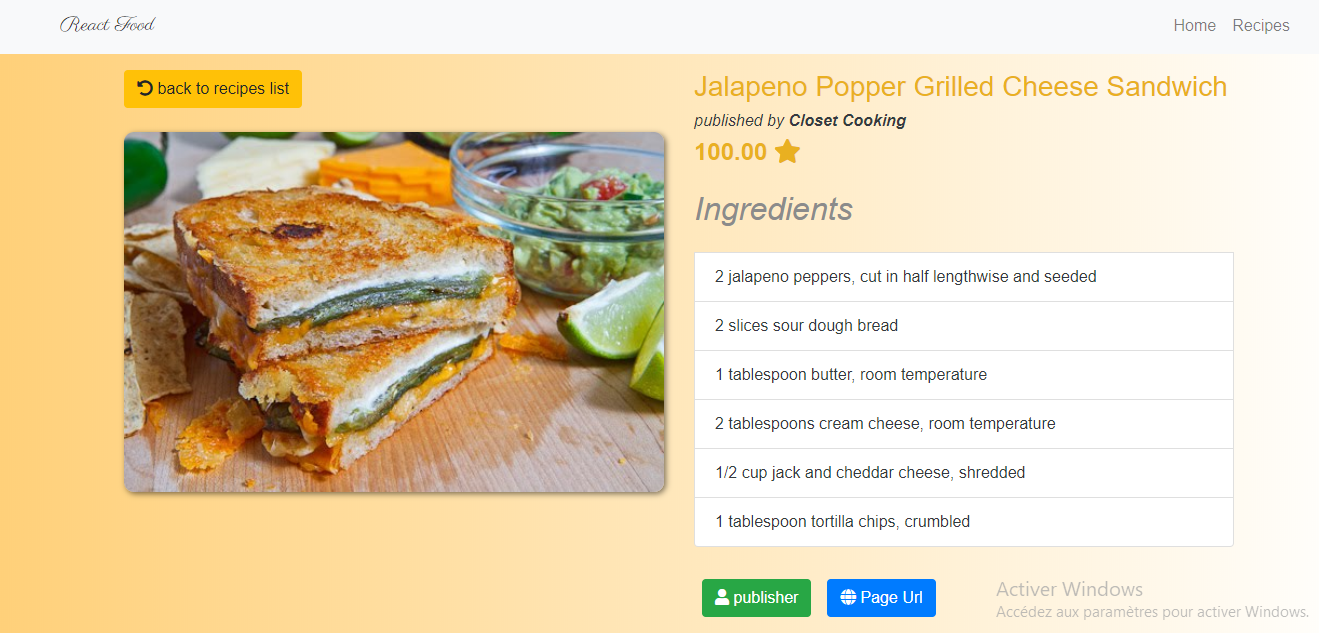 React Food
Home
Recipes
back to recipes list
Jalapeno Popper Grilled Cheese Sandwich
published by Closet Cooking
100.00
Ingredients
2 jalapeno peppers, cut in half lengthwise and seeded
2 slices sour dough bread
1 tablespoon butter, room temperature
2 tablespoons cream cheese, room temperature
1/2 cup jack and cheddar cheese, shredded
1 tablespoon tortilla chips, crumbled
publisher
Page Url
Activer Windows
Accédez aux paramètres pour activer Windows.